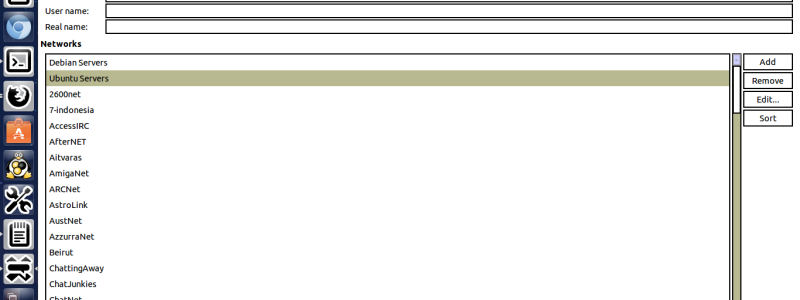 User name:
Real name:
Networks
Debian Servers
Ubuntu Servers
2600net
7-indonesia
AccessIRC
AfterNET
Aitvaras
AmigaNet
ARCNet
AstroLink
AustNet
AzzurraNet
Beirut
ChattingAway
ChatJunkies
ChatNet
Add
Remove
Edit...
Sort